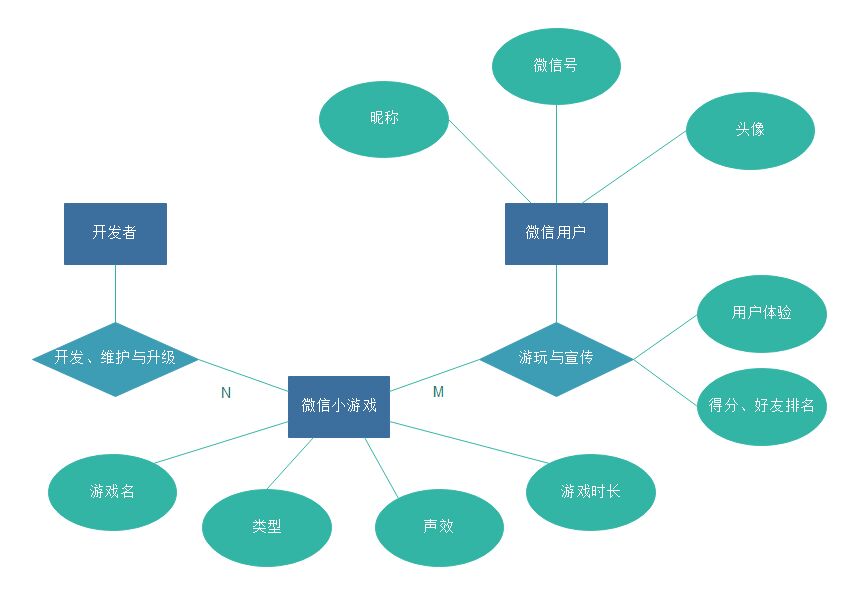 微信号
昵称
头像
开发者
微信用户
用户体验
开发、维护与升级
游玩与宣传
N
M
微信小游戏
得分、好友排名
游戏名
类型
声效
游戏时长